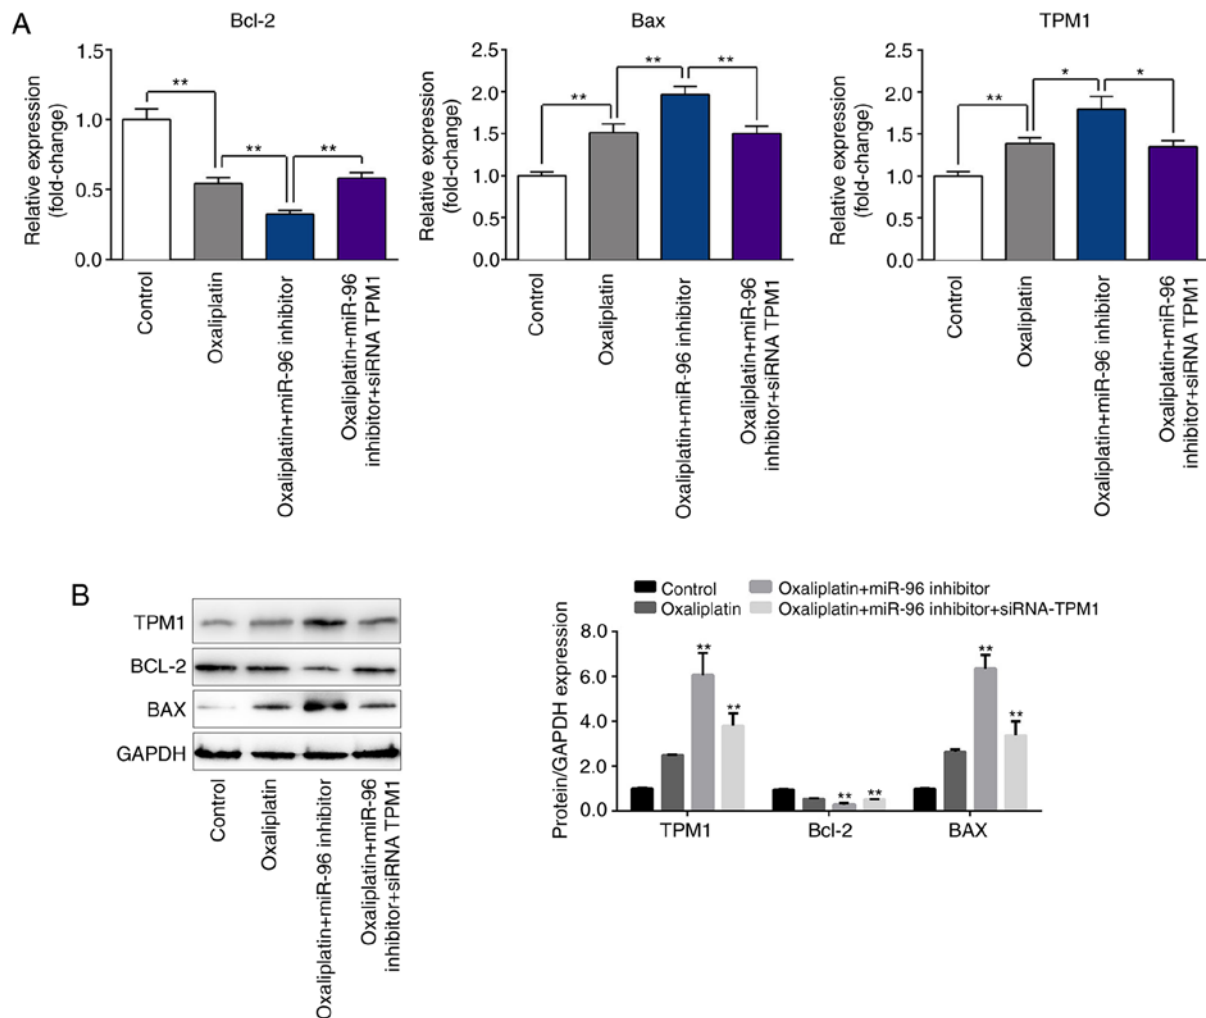 A
Bcl-2
Relative expression
(fold-change)
1.5
1.0
0.5
0.0
**
**
**
Control
Oxaliplatin
Oxaliplatin+miR-96 inhibitor
Oxaliplatin+miR-96
inhibitor+siRNA TPM1
Bax
Relative expression
(fold-change)
2.5
2.0
1.5
1.0
0.5
0.0
**
**
**
Control
Oxaliplatin
Oxaliplatin+miR-96 inhibitor
Oxaliplatin+miR-96
inhibitor+siRNA TPM1
TPM1
Relative expression
(fold-change)
2.5
2.0
1.5
1.0
0.5
0.0
**
*
*
Control
Oxaliplatin
Oxaliplatin+miR-96 inhibitor
Oxaliplatin+miR-96
inhibitor+siRNA TPM1
B
TPM1
BCL-2
BAX
GAPDH
Control
Oxaliplatin
Oxaliplatin+miR-96 inhibitor
Oxaliplatin+miR-96
inhibitor+siRNA TPM1
Control
Oxaliplatin+miR-96 inhibitor
Oxaliplatin
Oxaliplatin+miR-96 inhibitor+siRNA-TPM1
Protein/GAPDH expression
8.0
6.0
4.0
2.0
0.0
**
**
**
**
**
**
TPM1
Bcl-2
BAX